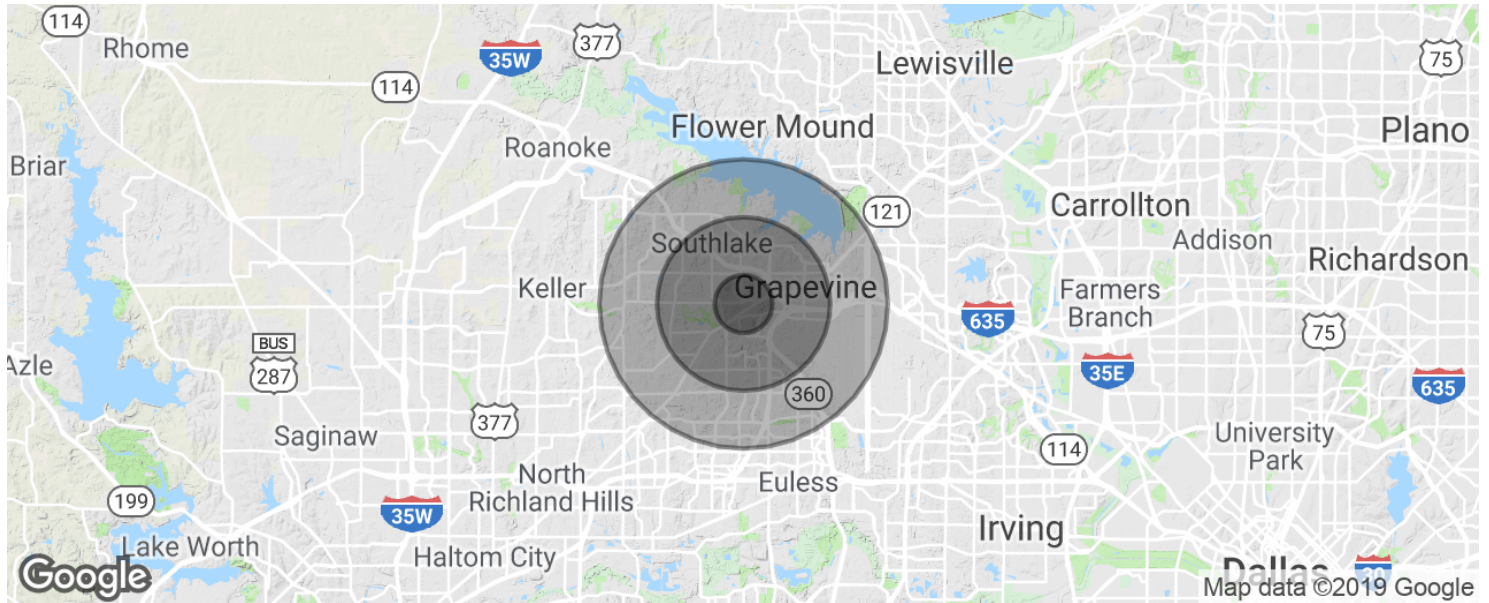 114
Rhome
377
35W
114
Lewisville
75
Flower Mound
Plano
Roanoke
Briar
121
Carrollton
Addison
Southlake
Richardson
Keller
Grapevine
Farmers
Branch
635
75
BUS
287
Azle
35E
635
360
377
Saginaw
University
Park
114
North
Richland Hills
Euless
199
35W
Irving
Lake Worth
Haltom City
Dallas
Google
Map data ©2019 Google